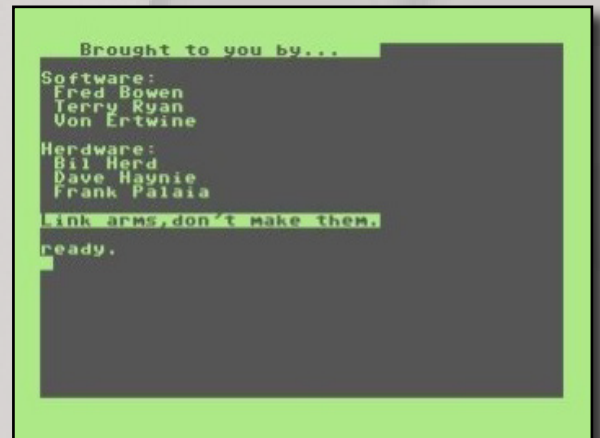 Brought to you by...
Software:
Fred Bowen
Terry Ryan
Von Ertwine
Herdware:
Bil Herd
Dave Haynie
Frank Palaia
Link arms,don't make them.
ready.